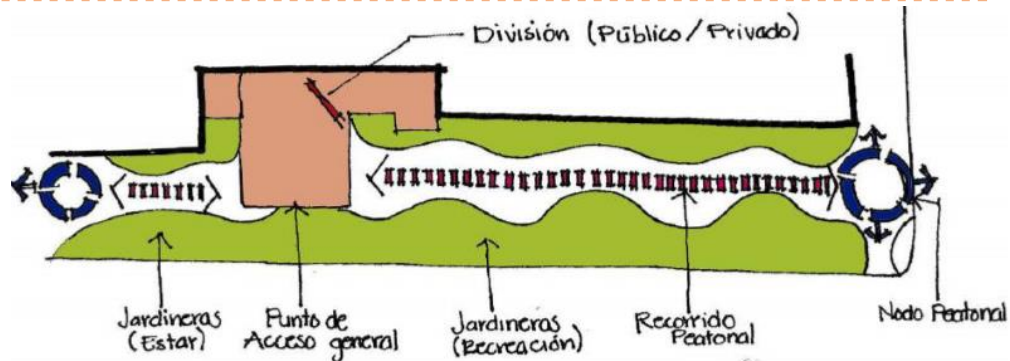 División (Público/Privado)
Jardineras
(Estar)
Punto de
Acceso general
Jardineras
(Recreación)
Recorrido
Peatonal
Nodo Peatonal